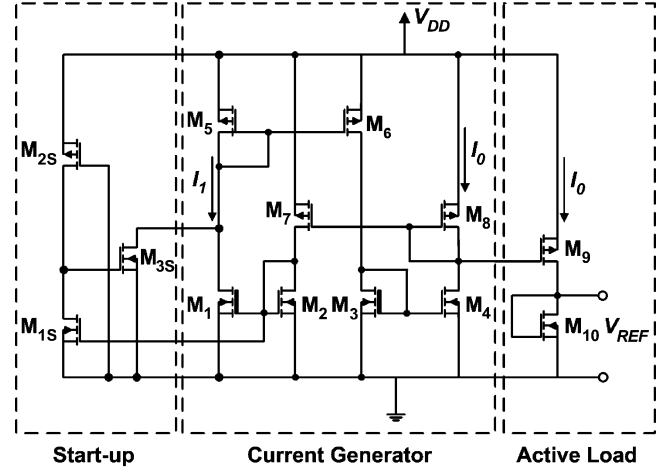 V_DD
M_5
M_6
M_2S
I_1
I_0
I_0
M_7
M_8
M_9
M_3S
M_1
M_2
M_3
M_4
M_1S
M_10
V_REF
Start-up
Current Generator
Active Load